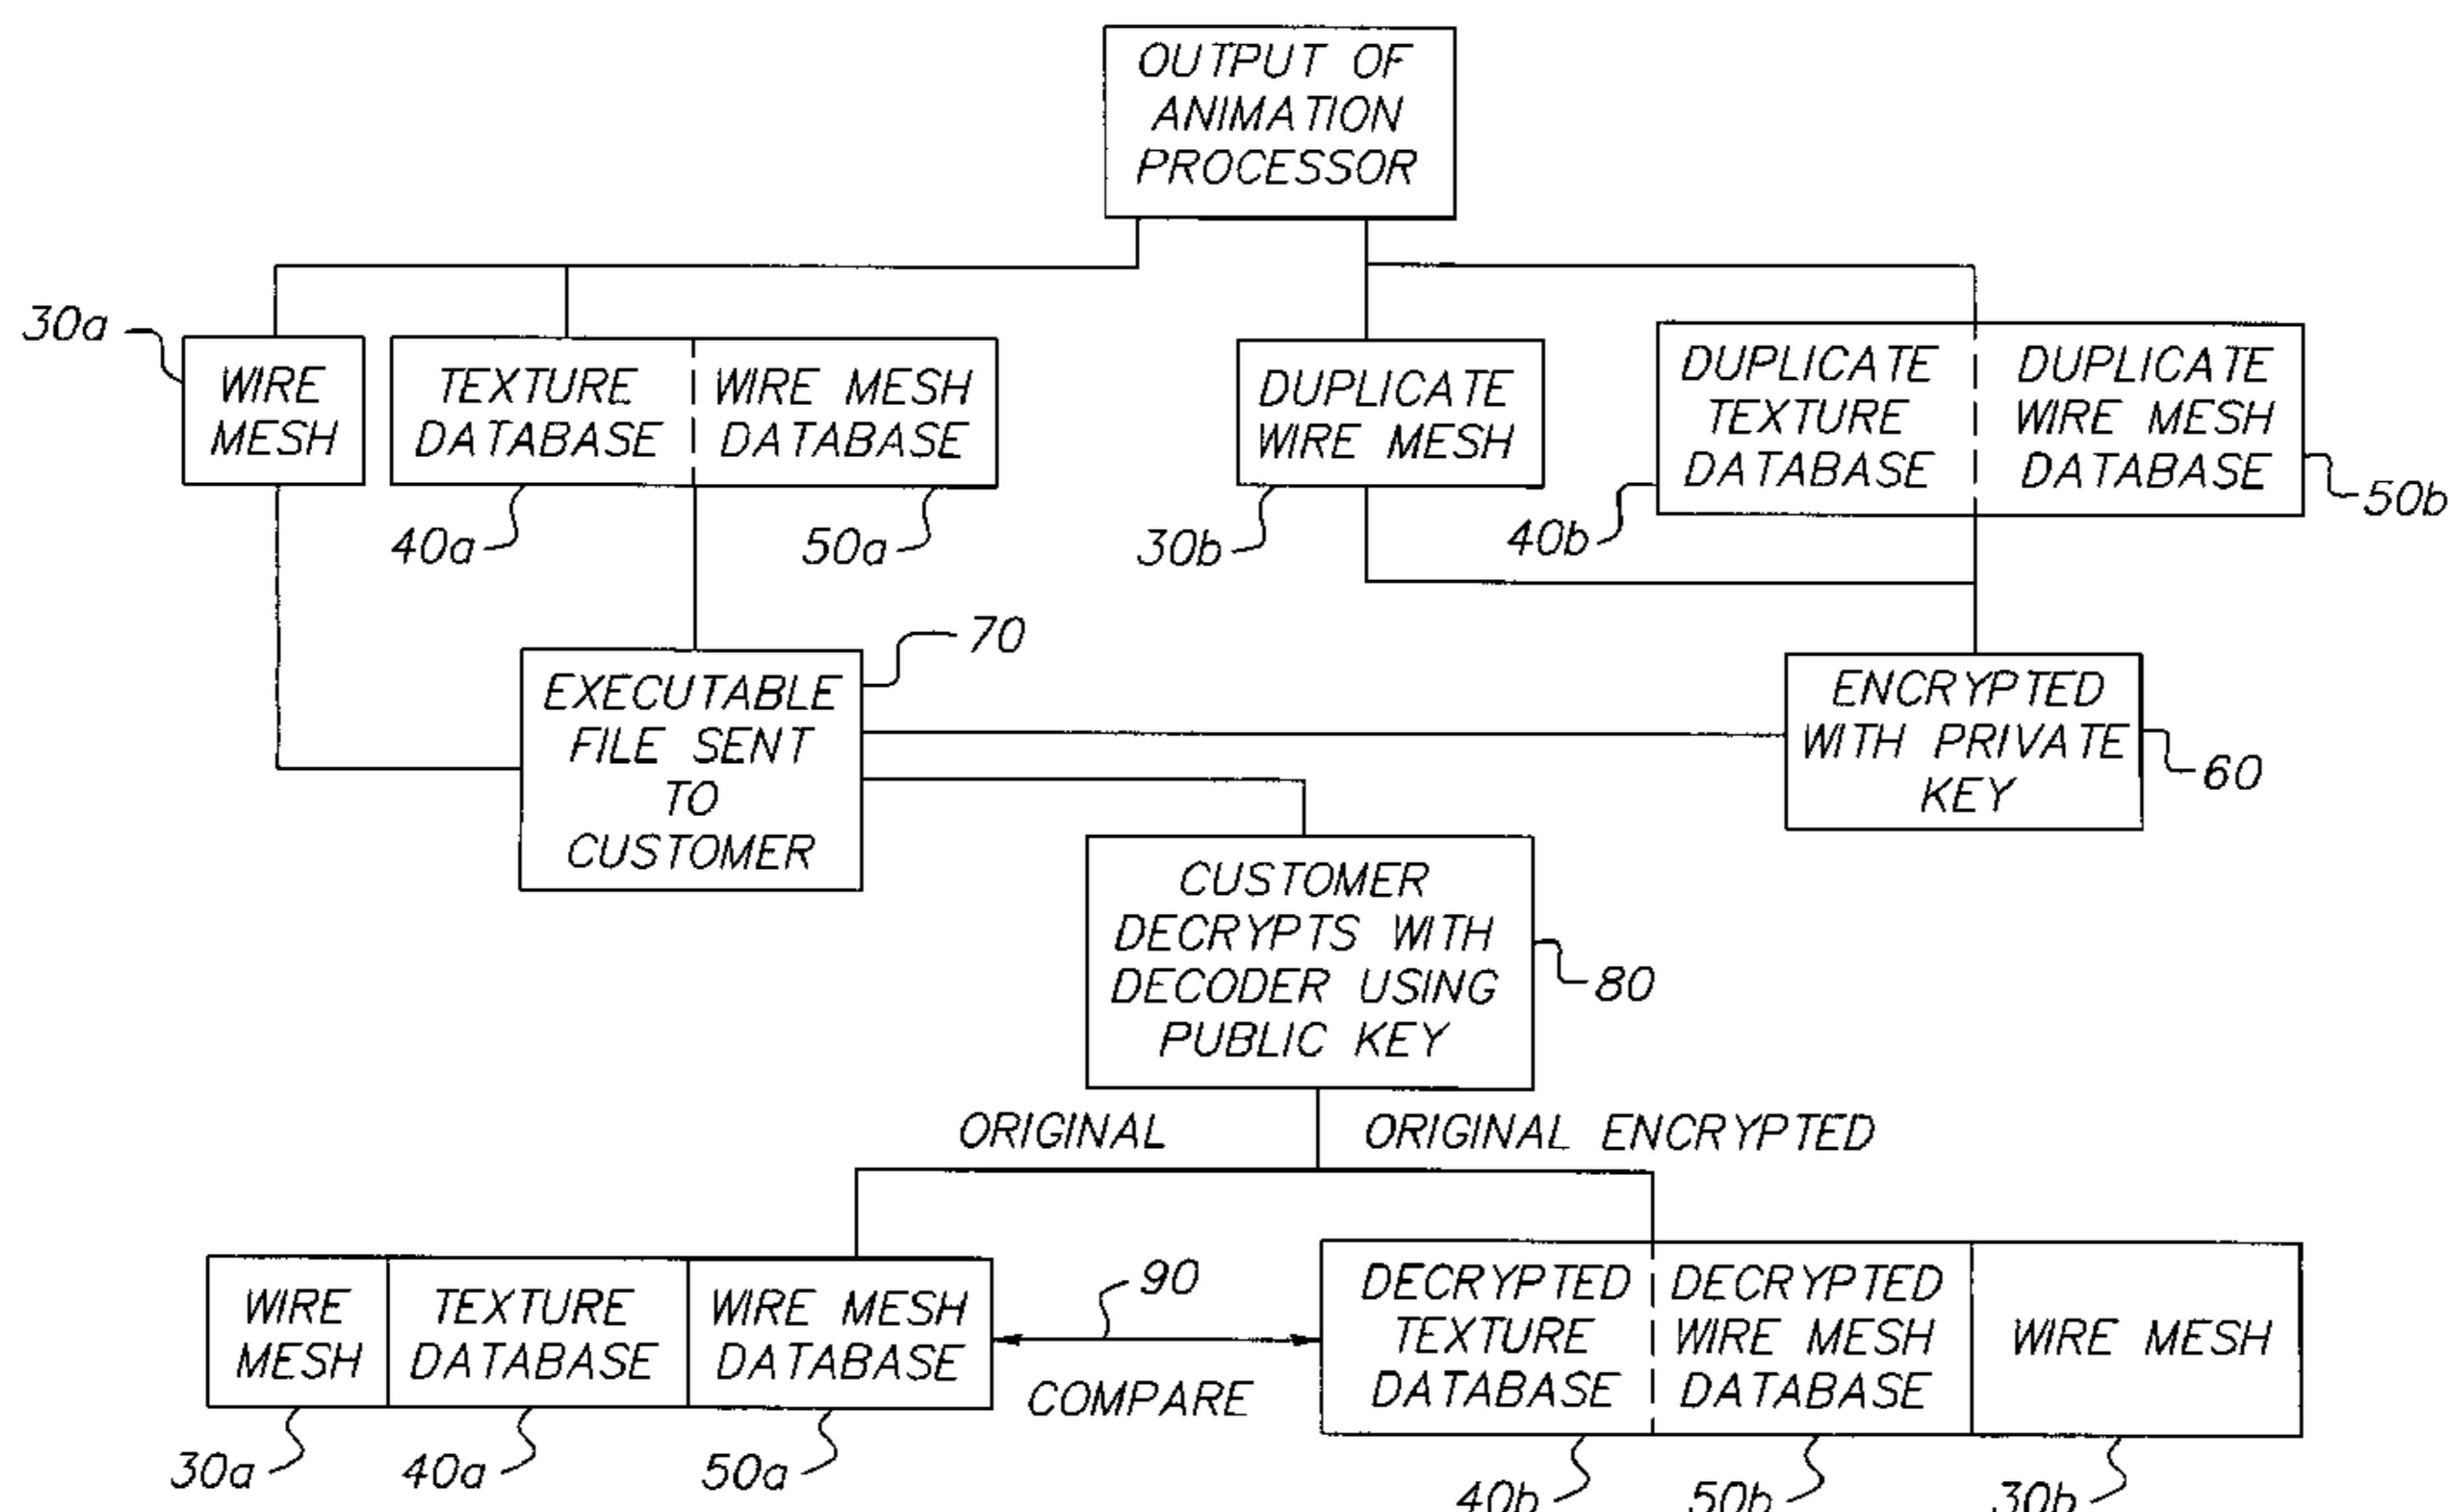 OUTPUT OF
ANIMATION
PROCESSOR
30a
WIRE
MESH
TEXTURE
DATABASE
WIRE MESH
DATABASE
40a
50a
DUPLICATE
WIRE MESH
30b
DUPLICATE
TEXTURE
DATABASE
DUPLICATE
WIRE MESH
DATABASE
40b
50b
EXECUTABLE
FILE SENT
TO
CUSTOMER
70
ENCRYPTED
WITH PRIVATE
KEY
60
CUSTOMER
DECRYPTS WITH
DECODER USING
PUBLIC KEY
80
ORIGINAL
ORIGINAL ENCRYPTED
WIRE
MESH
TEXTURE
DATABASE
WIRE MESH
DATABASE
90
COMPARE
DECRYPTED
TEXTURE
DATABASE
DECRYPTED
WIRE MESH
DATABASE
WIRE MESH
30a
40a
50a
40b
50b
30b